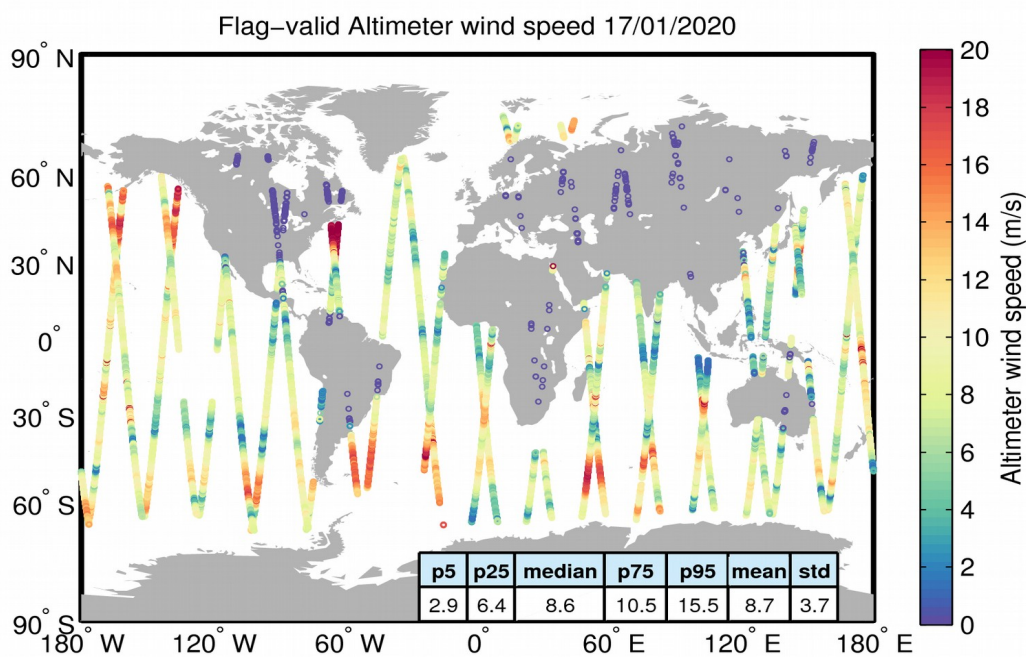 Flag−valid Altimeter wind speed 17/01/2020
90° N
60° N
30° N
0°
30° S
60° S
90° S
180° W
120° W
60° W
0°
60° E
120° E
180° E
p5 p25 median p75 p95 mean std
2.9 6.4 8.6 10.5 15.5 8.7 3.7
20
18
16
14
12
10
8
6
4
2
0
Altimeter wind speed (m/s)